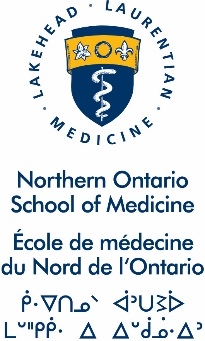 LAKEHEAD · LAURENTIAN
· MEDICINE ·
Northern Ontario
School of Medicine
École de médecine
du Nord de l'Ontario